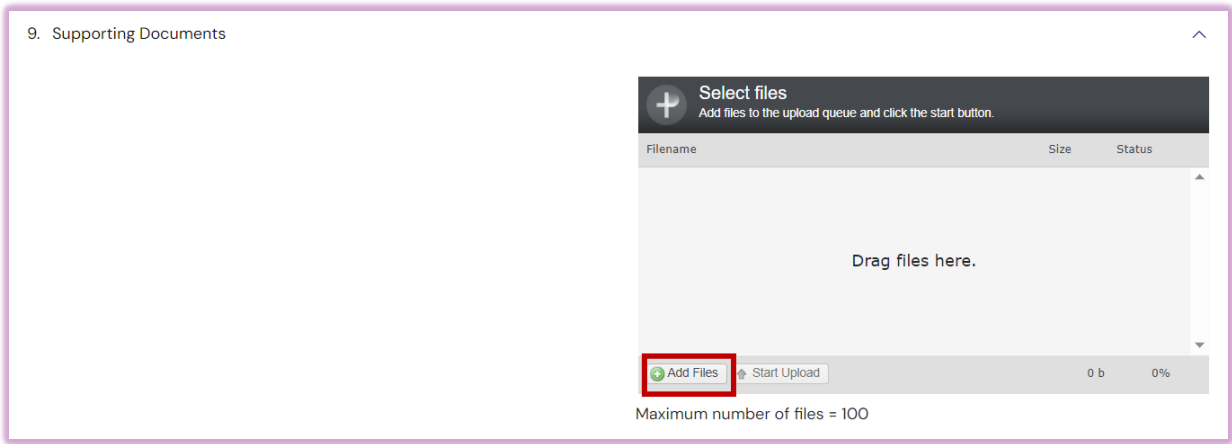 9. Supporting Documents
Select files
Add files to the upload queue and click the start button.
Filename Size Status
Drag files here.
Add Files Start Upload 0 b 0%
Maximum number of files = 100